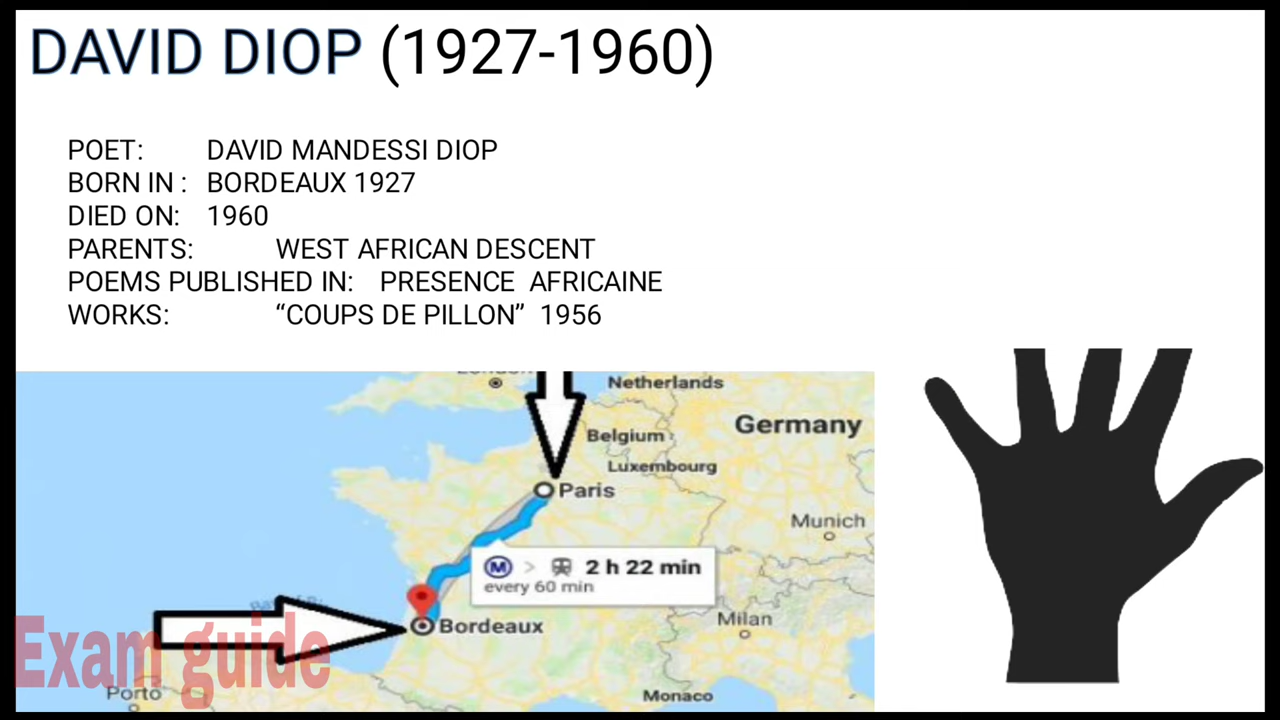 DAVID DIOP (1927-1960)
POET: DAVID MANDESSI DIOP
BORN IN : BORDEAUX 1927
DIED ON: 1960
PARENTS: WEST AFRICAN DESCENT
POEMS PUBLISHED IN: PRESENCE AFRICAINE
WORKS: “COUPS DE PILLON” 1956
Netherlands
Germany
Belgium
Luxembourg
Paris
Munich
M > 2 h 22 min
every 60 min
Bordeaux
Milan
Exam guide
Porto
Monaco